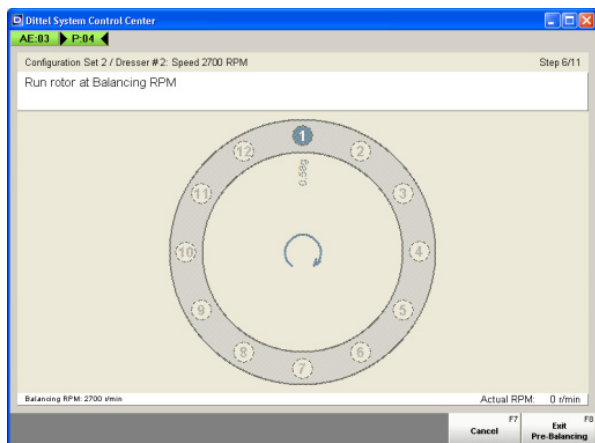 Dittel System Control Center
AE:03 P:04
Configuration Set 2 / Dresser # 2: Speed 2700 RPM Step 6/11
Run rotor at Balancing RPM
1
12 2
0.58g
11 3
10 4
9 5
8 6
7
Balancing RPM: 2700 r/min Actual RPM: 0 r/min
F7 F8
Cancel Exit
Pre-Balancing